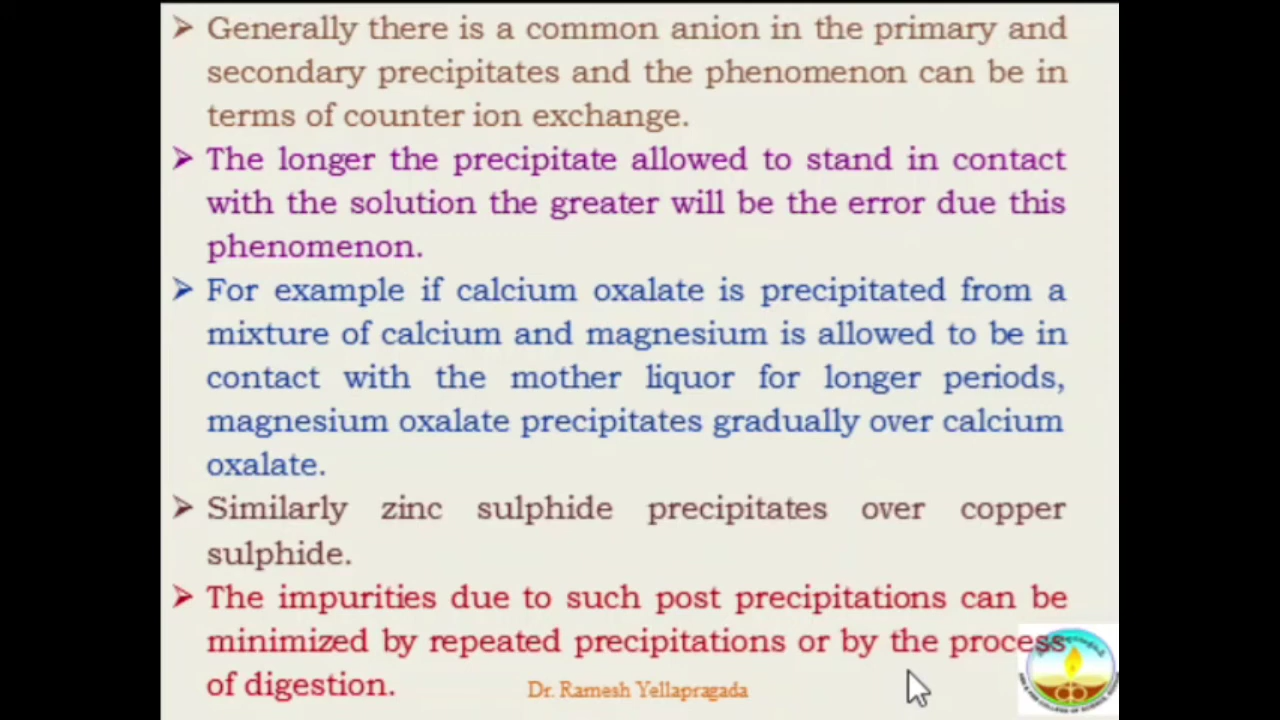 ➢ Generally there is a common anion in the primary and
secondary precipitates and the phenomenon can be in
terms of counter ion exchange.
➢ The longer the precipitate allowed to stand in contact
with the solution the greater will be the error due this
phenomenon.
➢ For example if calcium oxalate is precipitated from a
mixture of calcium and magnesium is allowed to be in
contact with the mother liquor for longer periods,
magnesium oxalate precipitates gradually over calcium
oxalate.
➢ Similarly zinc sulphide precipitates over copper
sulphide.
➢ The impurities due to such post precipitations can be
minimized by repeated precipitations or by the process
of digestion.
Dr. Ramesh Yellapragada